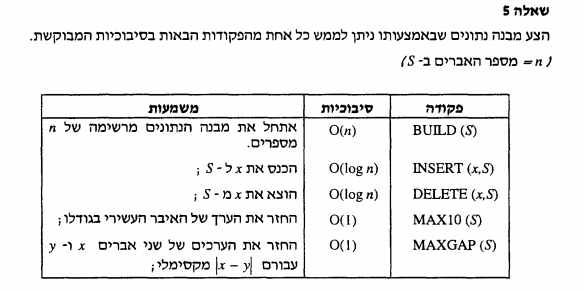 שאלה 5
הצע מבנה נתונים שבאמצעותו ניתן לממש כל אחת מהפקודות הבאות בסיבוכיות המבוקשת.
( n = מספר האברים ב- S)
פקודה סיבוכיות משמעות
BUILD (S) O(n) אתחל את מבנה הנתונים מרשימה של n
מספרים.
INSERT (x,S) O(log n) הכנס את x ל- S ;
DELETE (x,S) O(log n) הוצא את x מ- S ;
MAX10 (S) O(1) החזר את הערך של האיבר העשירי בגודלו;
MAXGAP (S) O(1) החזר את הערכים של שני אברים x ו- y
עבורם |x – y| מקסימלי;